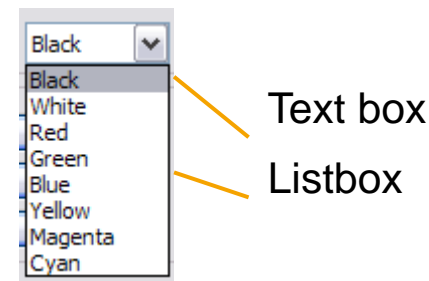 Black
Black
White
Red
Green
Blue
Yellow
Magenta
Cyan
Text box
Listbox